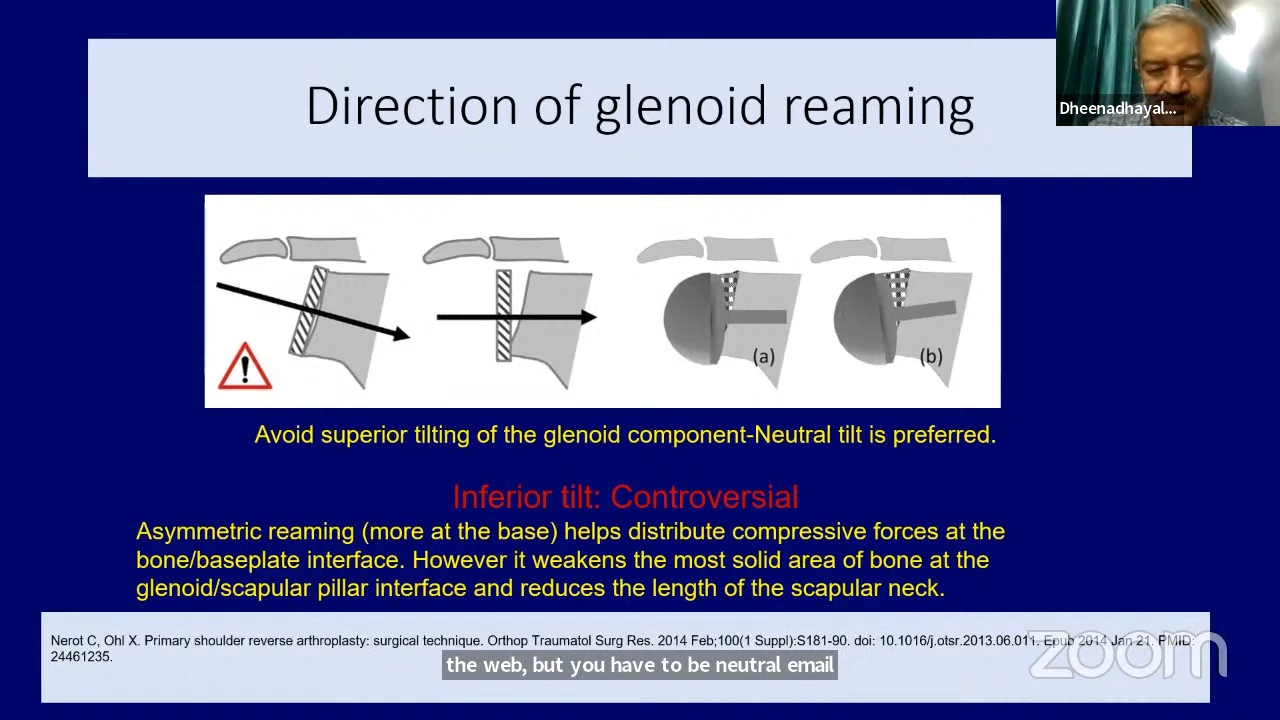 Direction of glenoid reaming
Dheenadhayal...
(a)
(b)
Avoid superior tilting of the glenoid component-Neutral tilt is preferred.
Inferior tilt: Controversial
Asymmetric reaming (more at the base) helps distribute compressive forces at the
bone/baseplate interface. However it weakens the most solid area of bone at the
glenoid/scapular pillar interface and reduces the length of the scapular neck.
Nerot C, Ohl X. Primary shoulder reverse arthroplasty: surgical technique. Orthop Traumatol Surg Res. 2014 Feb;100(1 Suppl):S181-90. doi: 10.1016/j.otsr.2013.06.011. Epub 2014 Jan 21. PMID:
24461235.
the web, but you have to be neutral email
zoom